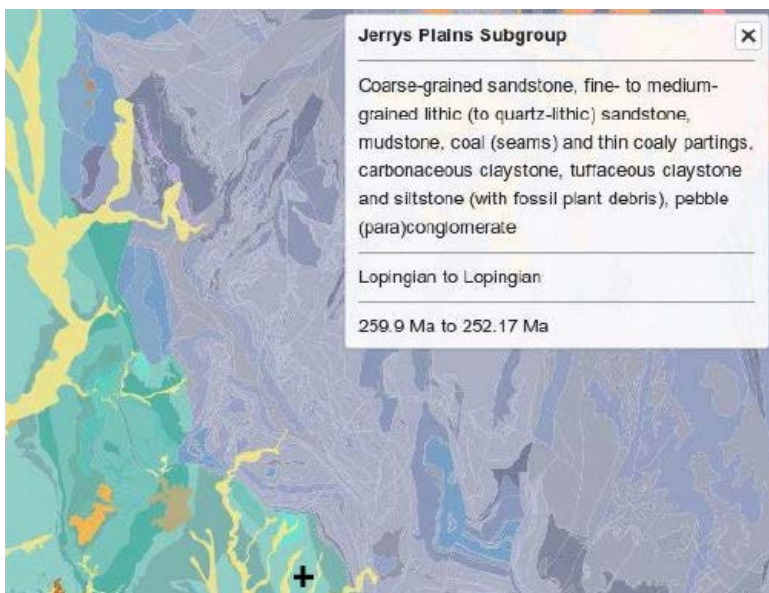 Jerrys Plains Subgroup
Coarse-grained sandstone, fine- to medium-
grained lithic (to quartz-lithic) sandstone,
mudstone, coal (seams) and thin coaly partings,
carbonaceous claystone, tuffaceous claystone
and siltstone (with fossil plant debris), pebble
(para)conglomerate
Lopingian to Lopingian
259.9 Ma to 252.17 Ma